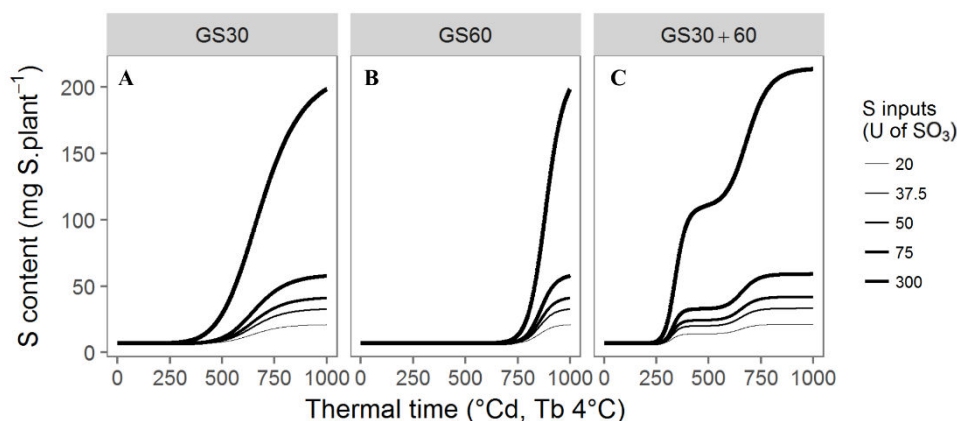 GS30 GS60 GS30 + 60
A B C
S content (mg S.plant⁻¹)
200
150
100
50
0
0 250 500 750 1000 0 250 500 750 1000 0 250 500 750 1000
Thermal time (°Cd, Tb 4°C)
S inputs
(U of SO₃)
20
37.5
50
75
300